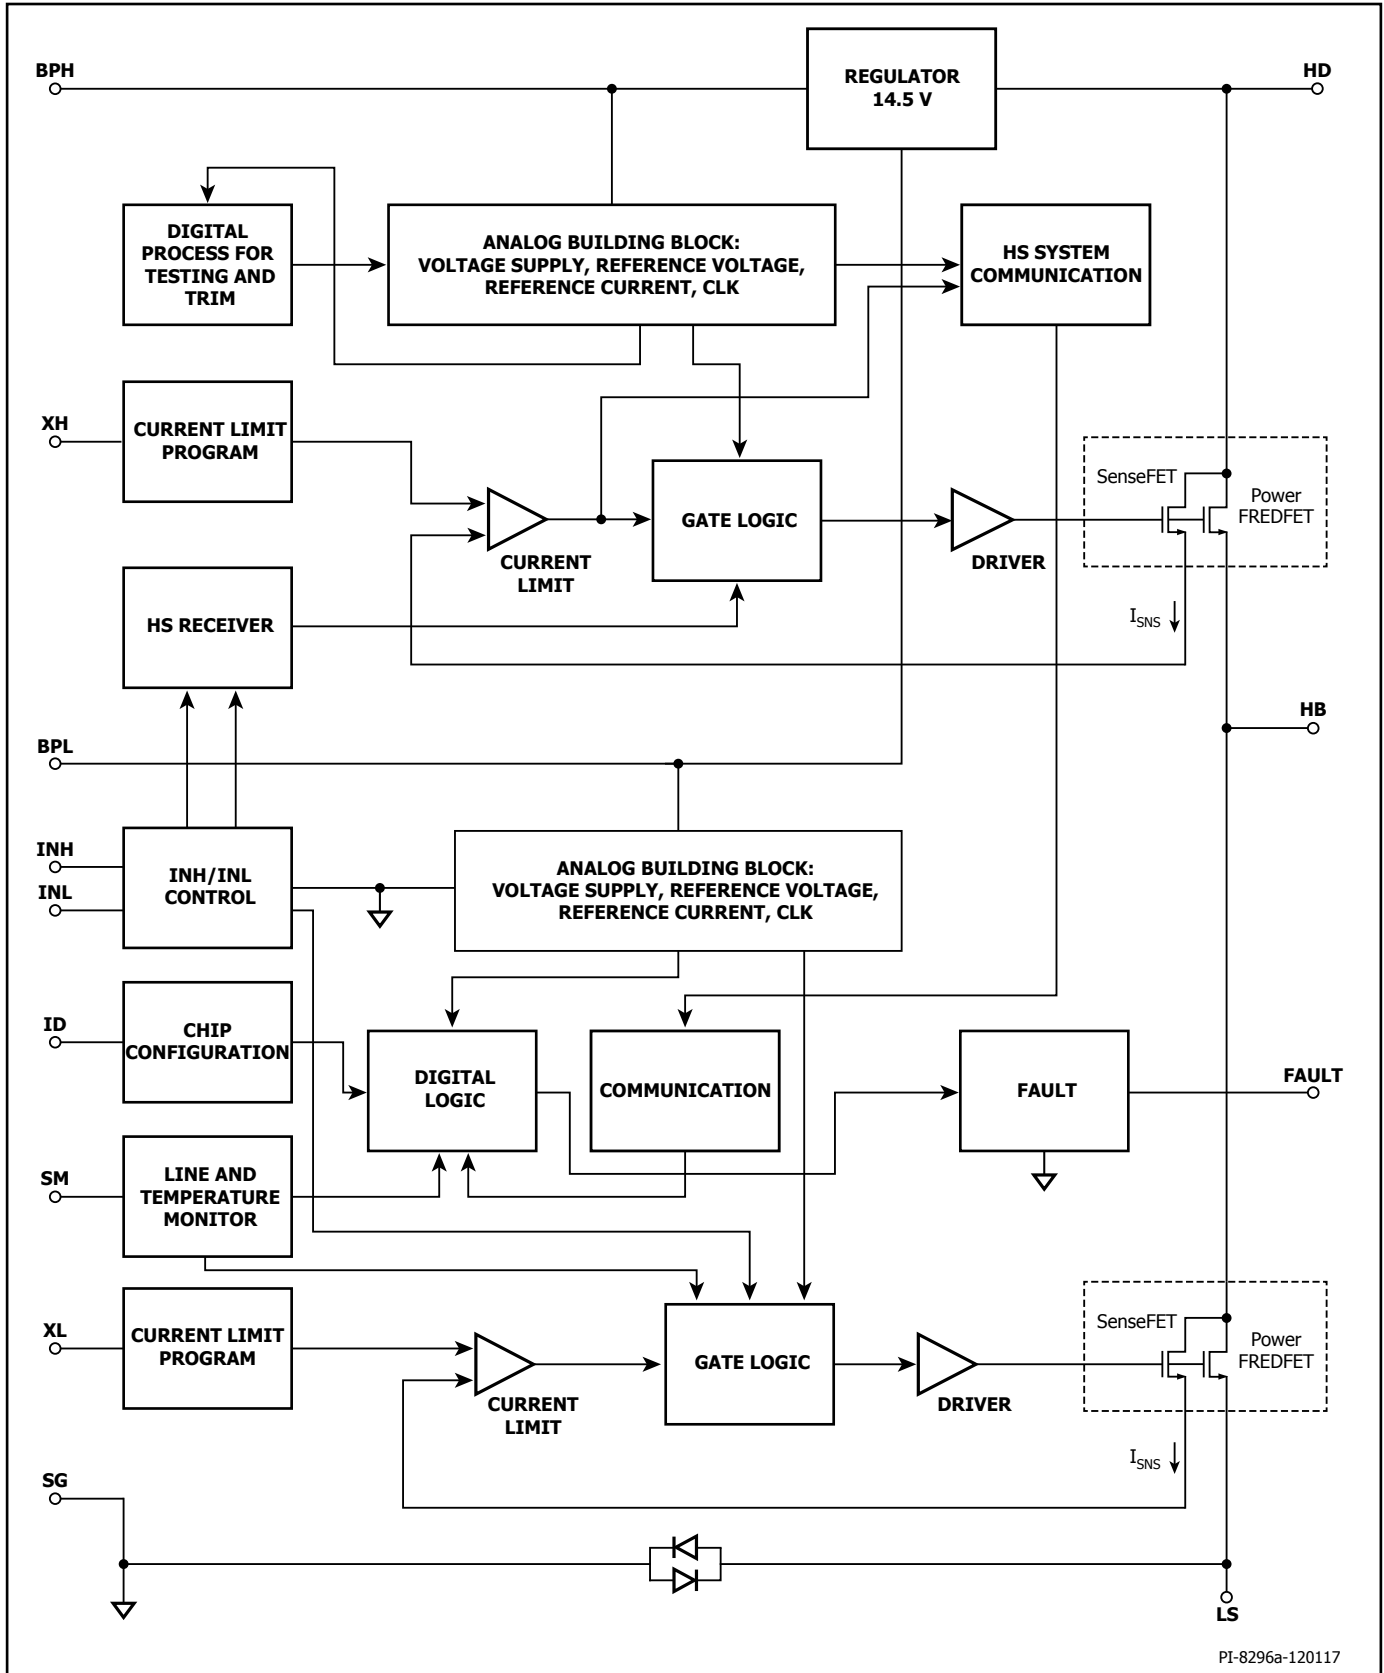 BPH
REGULATOR
14.5 V
HD
DIGITAL
PROCESS FOR
TESTING AND
TRIM
ANALOG BUILDING BLOCK:
VOLTAGE SUPPLY, REFERENCE VOLTAGE,
REFERENCE CURRENT, CLK
HS SYSTEM
COMMUNICATION
XH
CURRENT LIMIT
PROGRAM
CURRENT
LIMIT
GATE LOGIC
DRIVER
SenseFET
Power
FREDFET
ISNS
HS RECEIVER
HB
BPL
INH
INL
INH/INL
CONTROL
ANALOG BUILDING BLOCK:
VOLTAGE SUPPLY, REFERENCE VOLTAGE,
REFERENCE CURRENT, CLK
ID
CHIP
CONFIGURATION
DIGITAL
LOGIC
COMMUNICATION
FAULT
FAULT
SM
LINE AND
TEMPERATURE
MONITOR
XL
CURRENT LIMIT
PROGRAM
CURRENT
LIMIT
GATE LOGIC
DRIVER
SenseFET
Power
FREDFET
ISNS
SG
LS
PI-8296a-120117